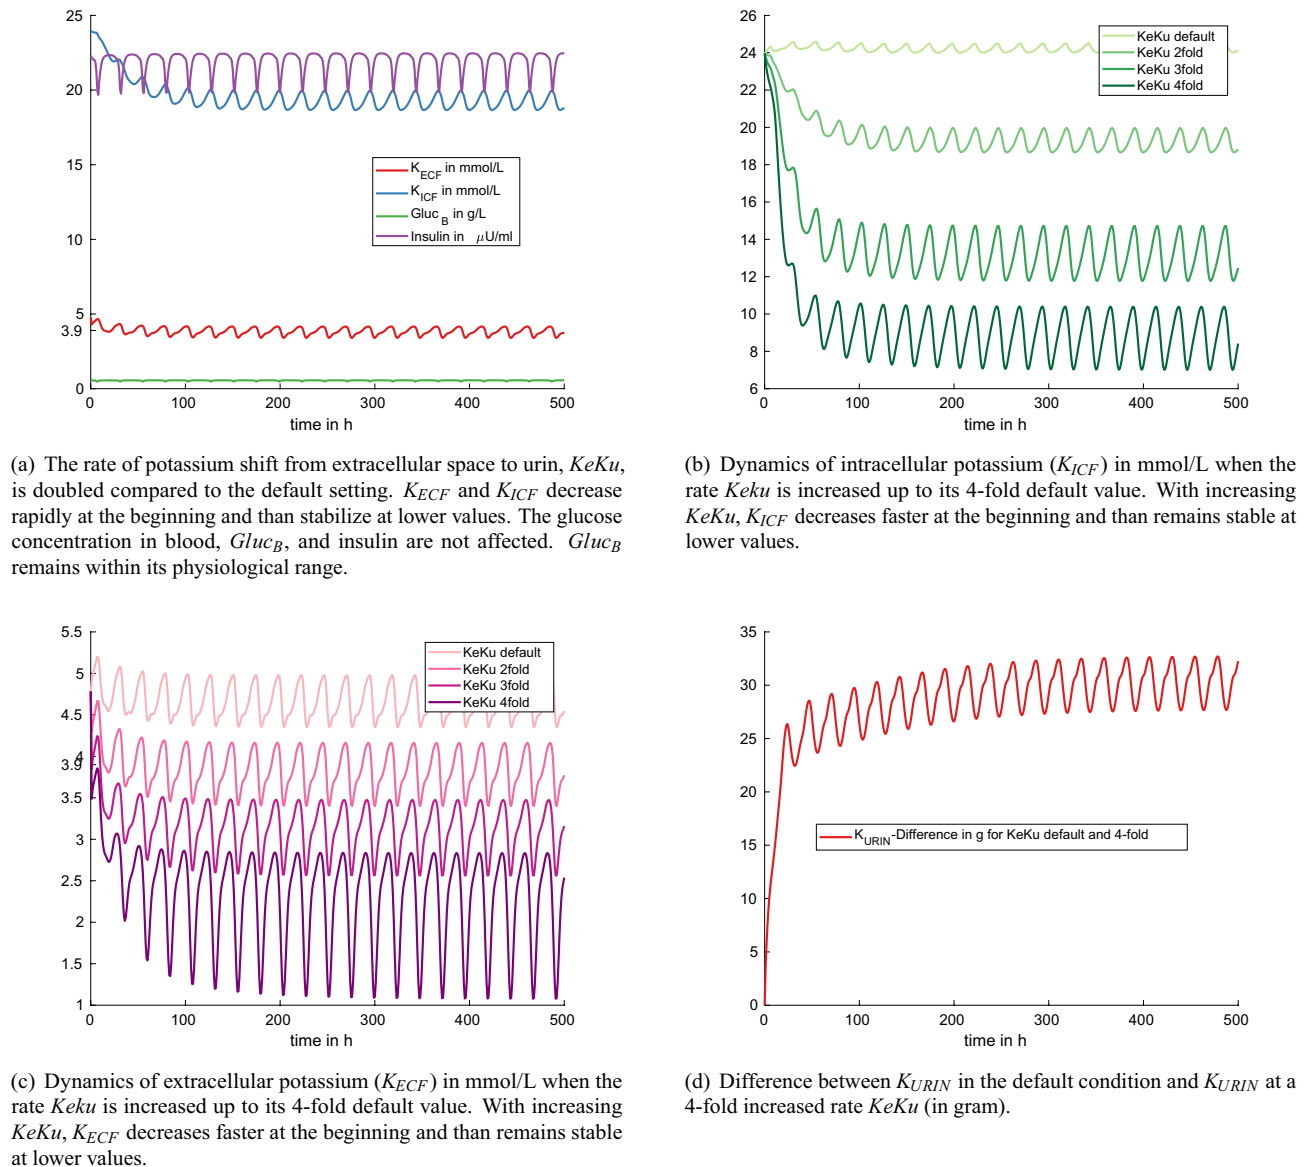 25
20
15
10
5
3.9
0
0
100
200
300
400
500
time in h
K_ECF in mmol/L
K_ICF in mmol/L
Gluc_B in g/L
Insulin in μU/ml
(a) The rate of potassium shift from extracellular space to urin, KeKu,
is doubled compared to the default setting. K_ECF and K_ICF decrease
rapidly at the beginning and than stabilize at lower values. The glucose
concentration in blood, Gluc_B, and insulin are not affected. Gluc_B
remains within its physiological range.
26
24
22
20
18
16
14
12
10
8
6
0
100
200
300
400
500
time in h
KeKu default
KeKu 2fold
KeKu 3fold
KeKu 4fold
(b) Dynamics of intracellular potassium (K_ICF) in mmol/L when the
rate Keku is increased up to its 4-fold default value. With increasing
KeKu, K_ICF decreases faster at the beginning and than remains stable at
lower values.
5.5
5
4.5
4
3.9
3.5
3
2.5
2
1.5
1
0
100
200
300
400
500
time in h
KeKu default
KeKu 2fold
KeKu 3fold
KeKu 4fold
(c) Dynamics of extracellular potassium (K_ECF) in mmol/L when the
rate Keku is increased up to its 4-fold default value. With increasing
KeKu, K_ECF decreases faster at the beginning and than remains stable
at lower values.
35
30
25
20
15
10
5
0
0
100
200
300
400
500
time in h
K_URIN-Difference in g for KeKu default and 4-fold
(d) Difference between K_URIN in the default condition and K_URIN at a
4-fold increased rate KeKu (in gram).